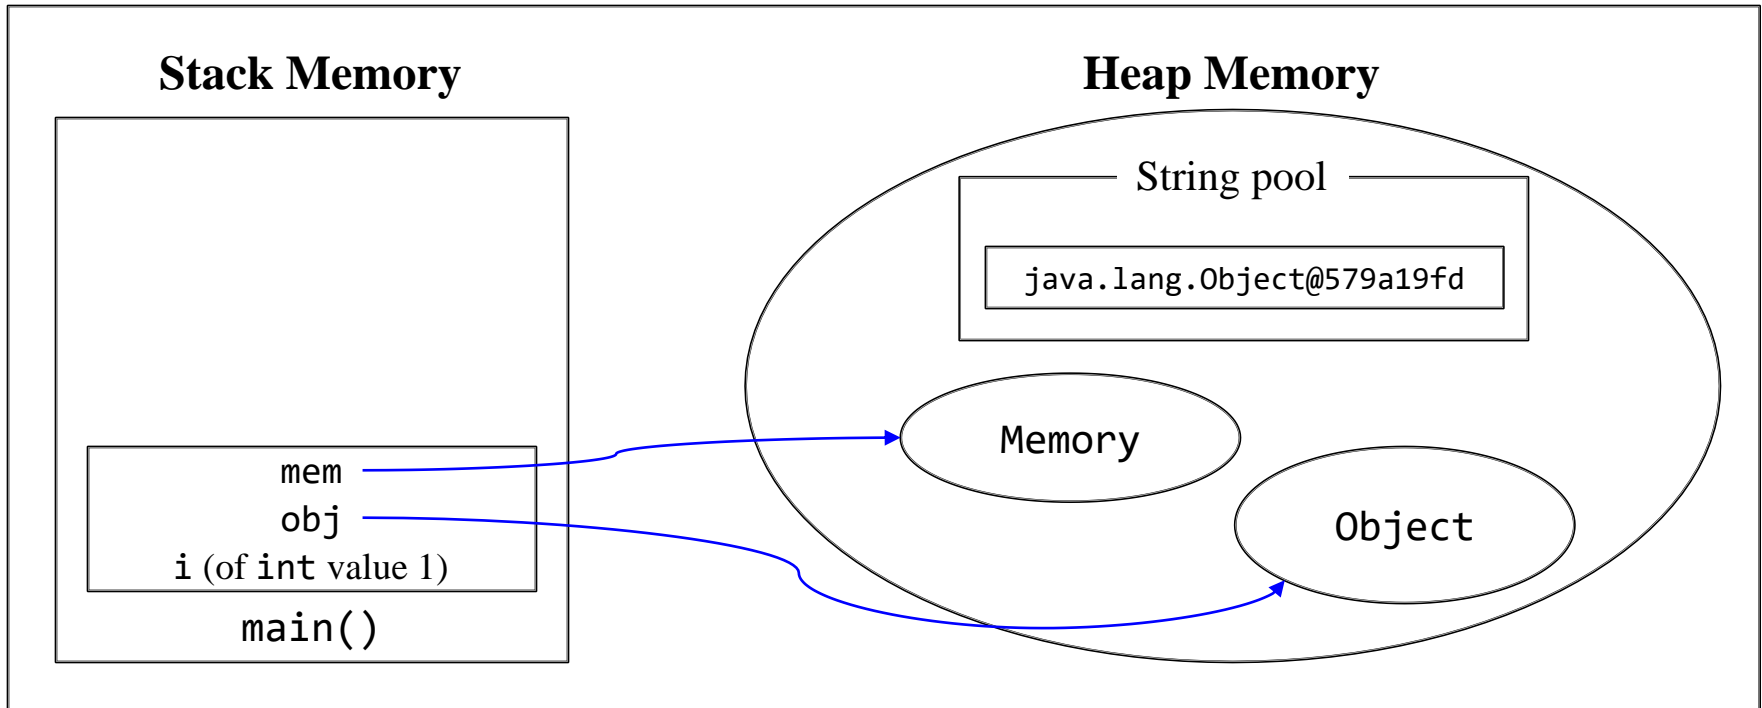 Stack Memory
Heap Memory
String pool
java.lang.Object@579a19fd
Memory
Object
mem
obj
i (of int value 1)
main()